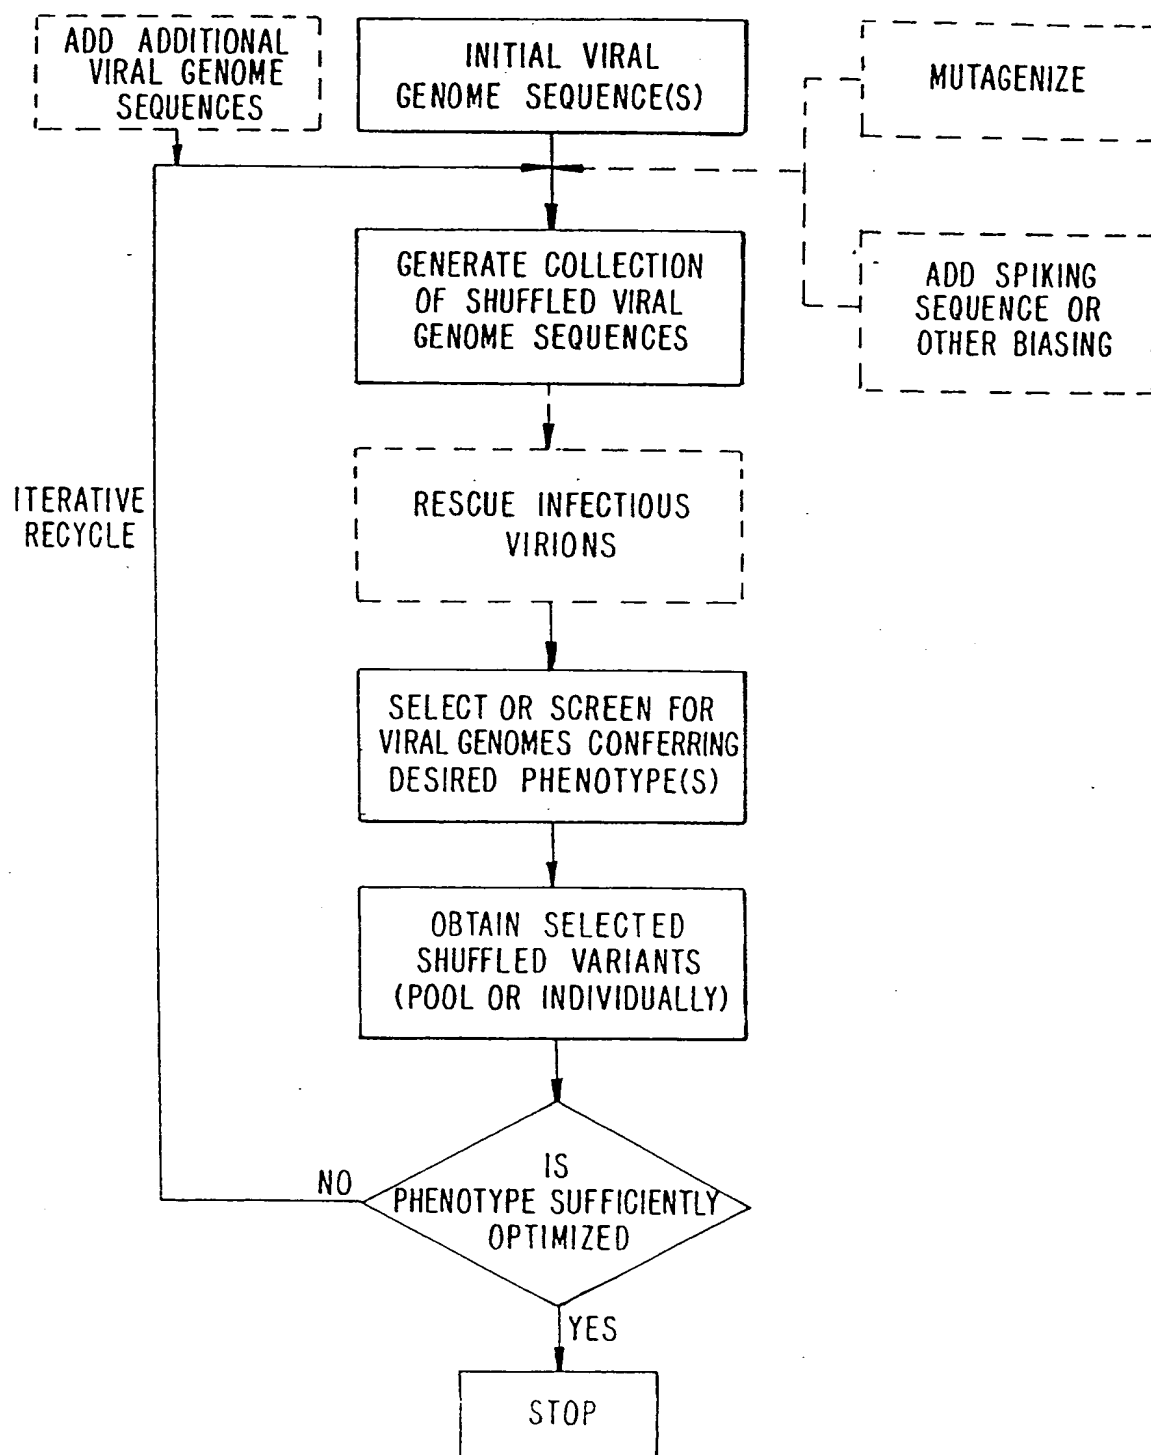 ADD ADDITIONAL
VIRAL GENOME
SEQUENCES
INITIAL VIRAL
GENOME SEQUENCE(S)
MUTAGENIZE
GENERATE COLLECTION
OF SHUFFLED VIRAL
GENOME SEQUENCES
ADD SPIKING
SEQUENCE OR
OTHER BIASING
RESCUE INFECTIOUS
VIRIONS
ITERATIVE
RECYCLE
SELECT OR SCREEN FOR
VIRAL GENOMES CONFERRING
DESIRED PHENOTYPE(S)
OBTAIN SELECTED
SHUFFLED VARIANTS
(POOL OR INDIVIDUALLY)
NO
IS
PHENOTYPE SUFFICIENTLY
OPTIMIZED
YES
STOP